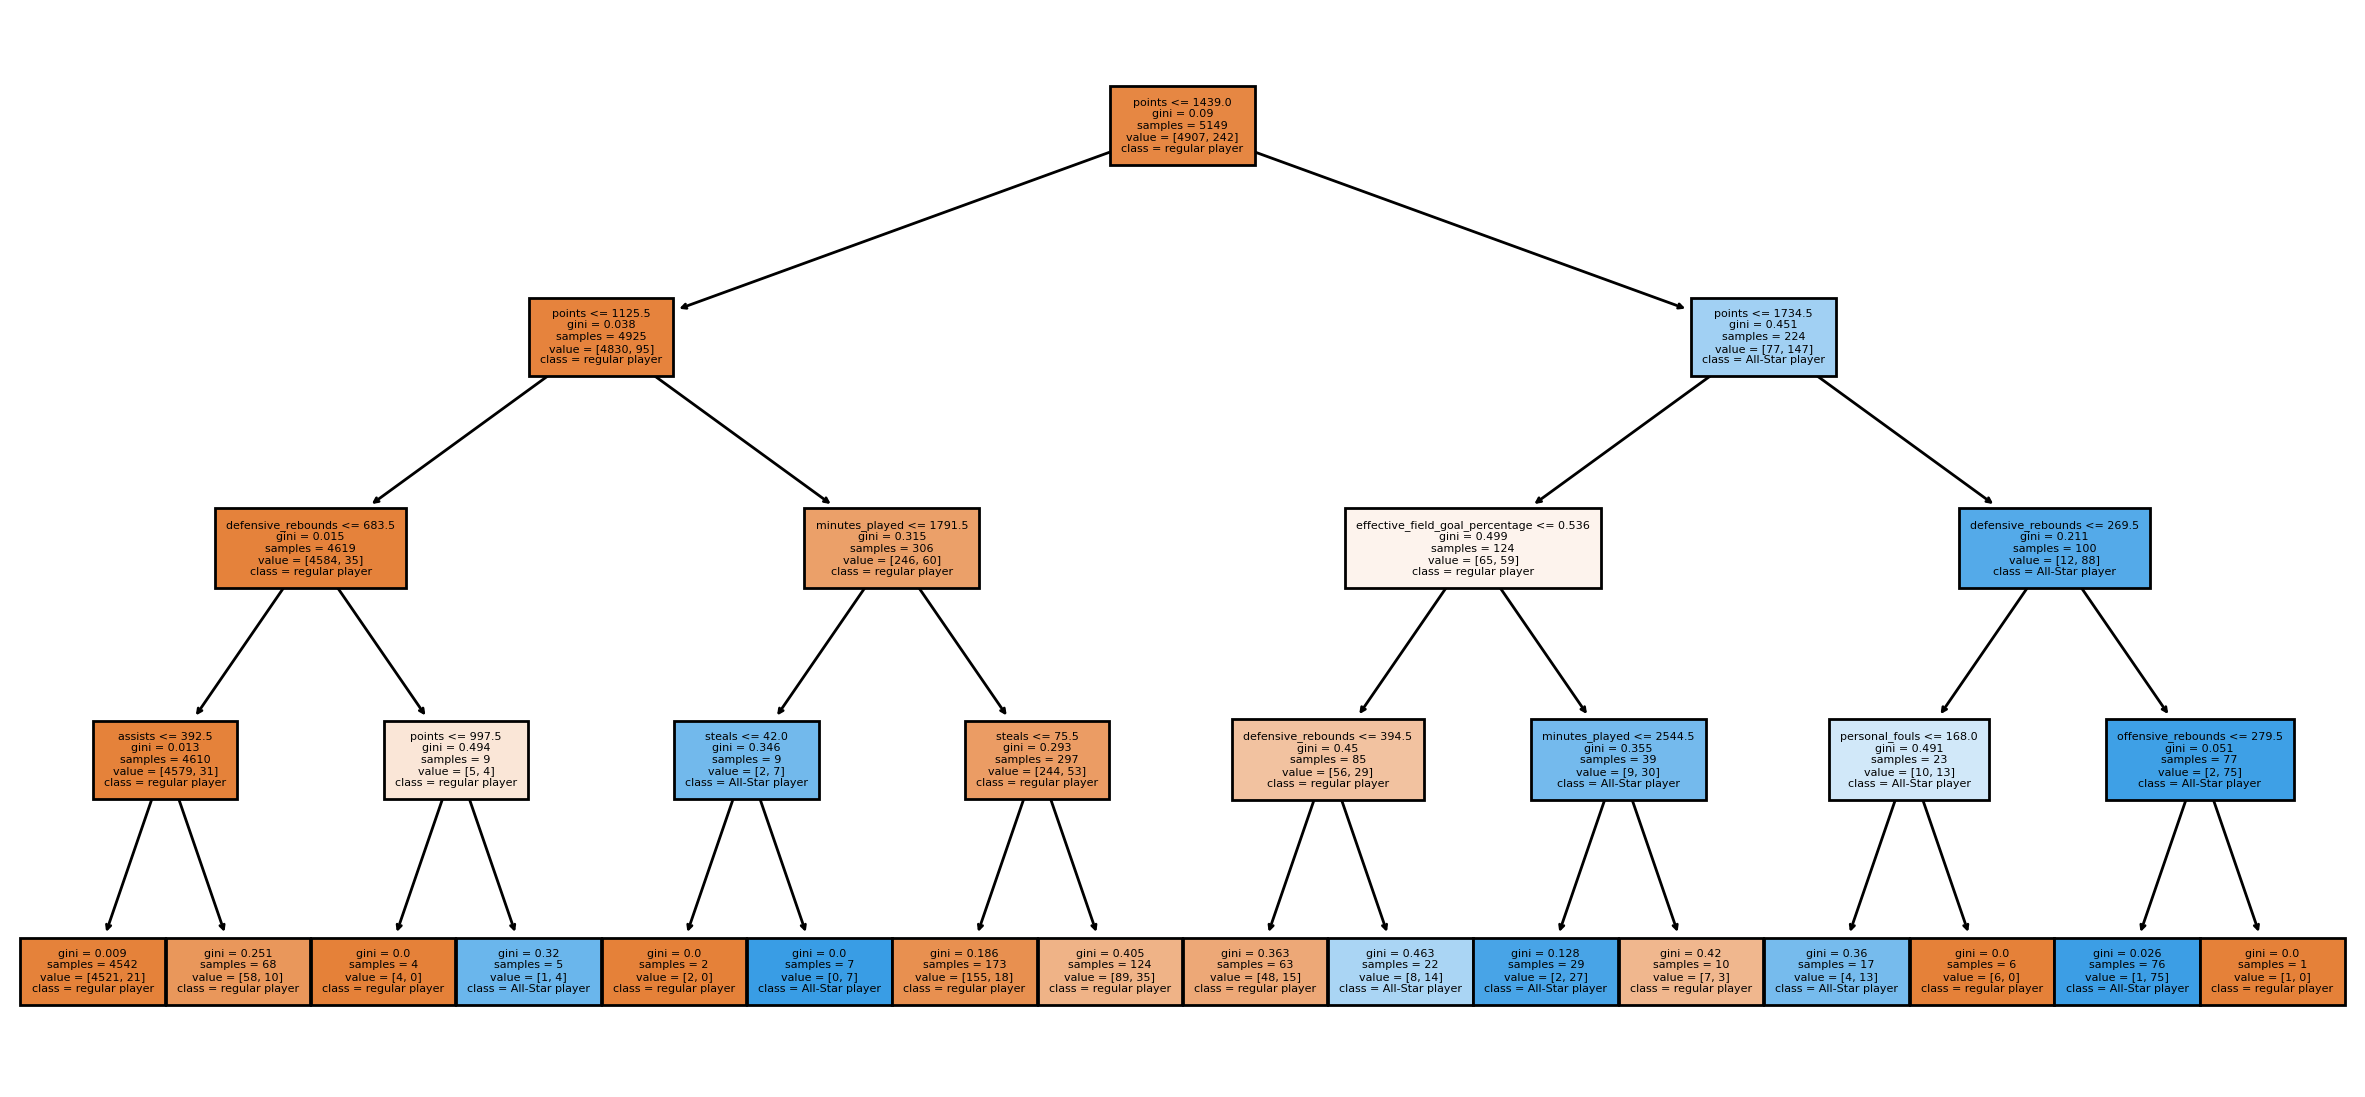 points <= 1439.0
gini = 0.09
samples = 5149
value = [4907, 242]
class = regular player
points <= 1125.5
gini = 0.038
samples = 4925
value = [4830, 95]
class = regular player
points <= 1734.5
gini = 0.451
samples = 224
value = [77, 147]
class = All-Star player
defensive_rebounds <= 683.5
gini = 0.015
samples = 4619
value = [4584, 35]
class = regular player
minutes_played <= 1791.5
gini = 0.315
samples = 306
value = [246, 60]
class = regular player
effective_field_goal_percentage <= 0.536
gini = 0.499
samples = 124
value = [65, 59]
class = regular player
defensive_rebounds <= 269.5
gini = 0.211
samples = 100
value = [12, 88]
class = All-Star player
assists <= 392.5
gini = 0.013
samples = 4610
value = [4579, 31]
class = regular player
points <= 997.5
gini = 0.494
samples = 9
value = [5, 4]
class = regular player
steals <= 42.0
gini = 0.346
samples = 9
value = [2, 7]
class = All-Star player
steals <= 75.5
gini = 0.293
samples = 297
value = [244, 53]
class = regular player
defensive_rebounds <= 394.5
gini = 0.45
samples = 85
value = [56, 29]
class = regular player
minutes_played <= 2544.5
gini = 0.355
samples = 39
value = [9, 30]
class = All-Star player
personal_fouls <= 168.0
gini = 0.491
samples = 23
value = [10, 13]
class = All-Star player
offensive_rebounds <= 279.5
gini = 0.051
samples = 77
value = [2, 75]
class = All-Star player
gini = 0.009
samples = 4542
value = [4521, 21]
class = regular player
gini = 0.251
samples = 68
value = [58, 10]
class = regular player
gini = 0.0
samples = 4
value = [4, 0]
class = regular player
gini = 0.32
samples = 5
value = [1, 4]
class = All-Star player
gini = 0.0
samples = 2
value = [2, 0]
class = regular player
gini = 0.0
samples = 7
value = [0, 7]
class = All-Star player
gini = 0.186
samples = 173
value = [155, 18]
class = regular player
gini = 0.405
samples = 124
value = [89, 35]
class = regular player
gini = 0.363
samples = 63
value = [48, 15]
class = regular player
gini = 0.463
samples = 22
value = [8, 14]
class = All-Star player
gini = 0.128
samples = 29
value = [2, 27]
class = All-Star player
gini = 0.42
samples = 10
value = [7, 3]
class = regular player
gini = 0.36
samples = 17
value = [4, 13]
class = All-Star player
gini = 0.0
samples = 6
value = [6, 0]
class = regular player
gini = 0.026
samples = 76
value = [1, 75]
class = All-Star player
gini = 0.0
samples = 1
value = [1, 0]
class = regular player